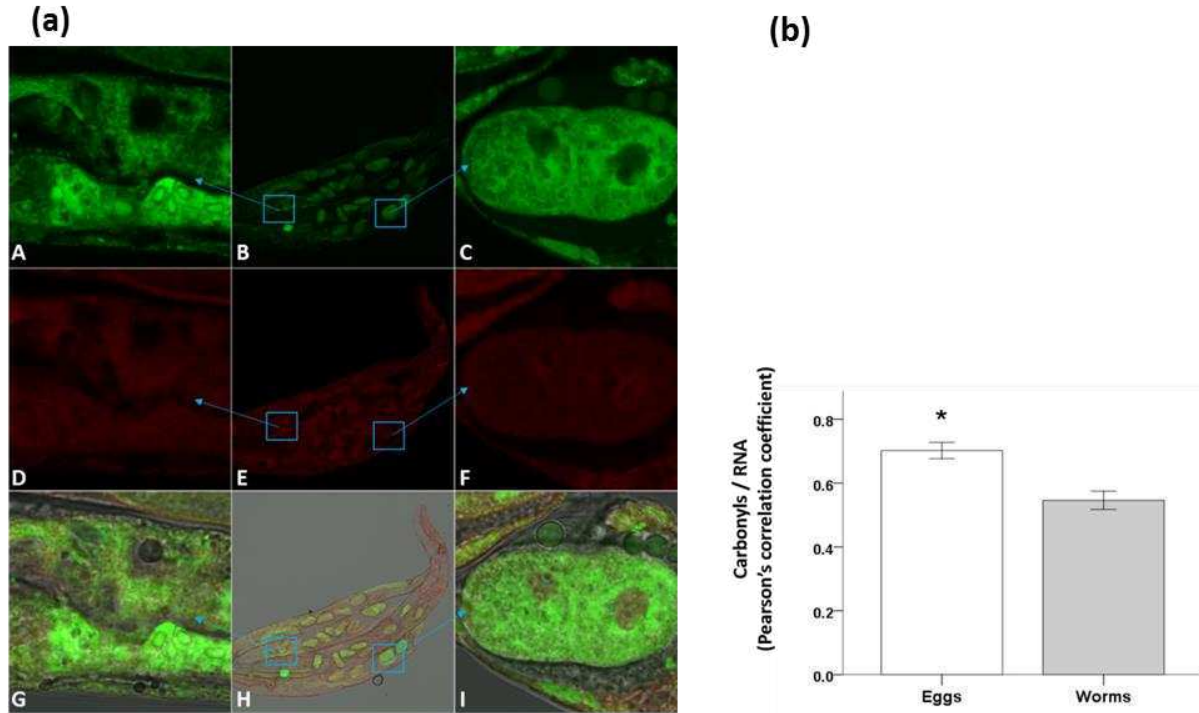 (a)
A
B
C
D
E
F
G
H
I
(b)
Carbonyls / RNA
(Pearson's correlation coefficient)
0.8
0.6
0.4
0.2
0.0
*
Eggs
Worms